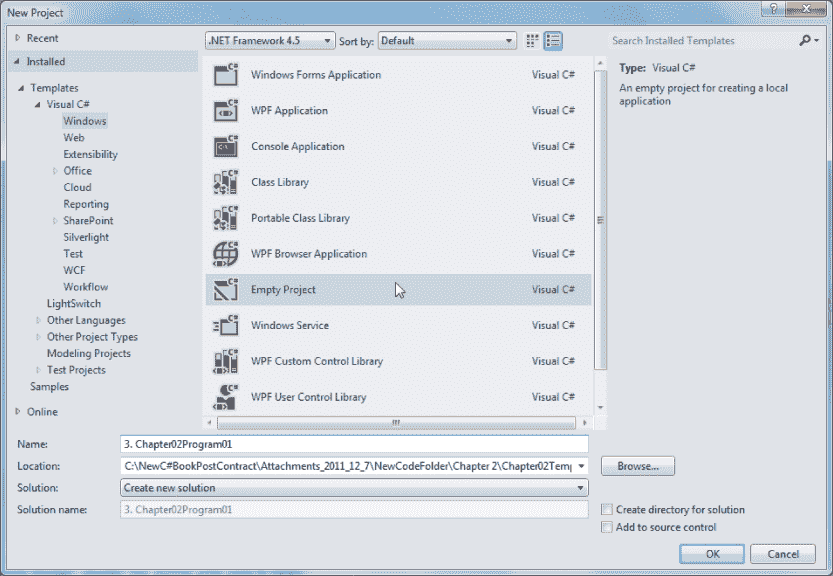 New Project
Recent
.NET Framework 4.5
Sort by:
Default
Search Installed Templates
Installed
Templates
Visual C#
Windows
Web
Extensibility
Office
Cloud
Reporting
SharePoint
Silverlight
Test
WCF
Workflow
LightSwitch
Other Languages
Other Project Types
Modeling Projects
Test Projects
Samples
Online
Windows Forms Application Visual C#
WPF Application Visual C#
Console Application Visual C#
Class Library Visual C#
Portable Class Library Visual C#
WPF Browser Application Visual C#
Empty Project Visual C#
Windows Service Visual C#
WPF Custom Control Library Visual C#
WPF User Control Library Visual C#
Type: Visual C#
An empty project for creating a local
application
Name: 3. Chapter02Program01
Location: C:\NewC#BookPostContract\Attachments_2011_12_7\NewCodeFolder\Chapter 2\Chapter02Temp
Browse...
Solution: Create new solution
Solution name: 3. Chapter02Program01
Create directory for solution
Add to source control
OK
Cancel